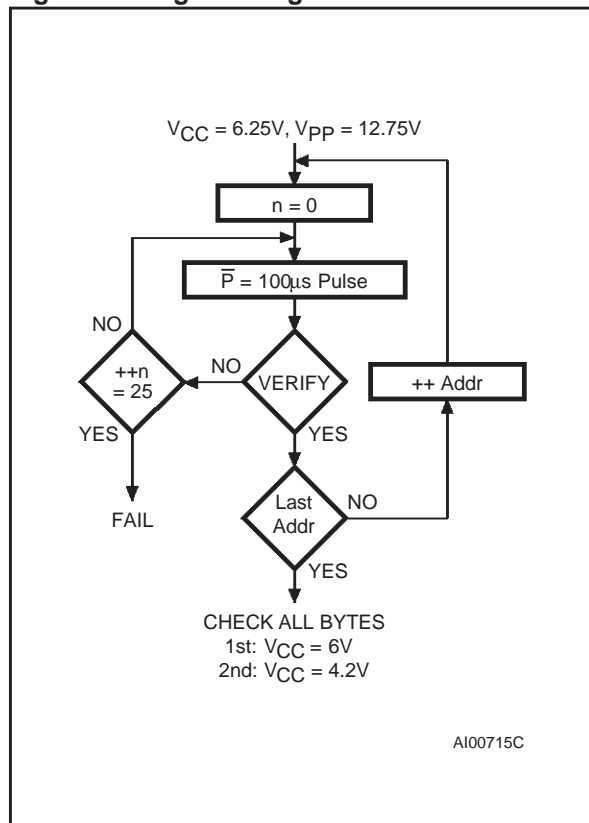 VCC = 6.25V, VPP = 12.75V
n = 0
P̅ = 100µs Pulse
NO
++n
= 25
NO
VERIFY
++ Addr
YES
YES
FAIL
Last
Addr
NO
YES
CHECK ALL BYTES
1st: VCC = 6V
2nd: VCC = 4.2V
AI00715C